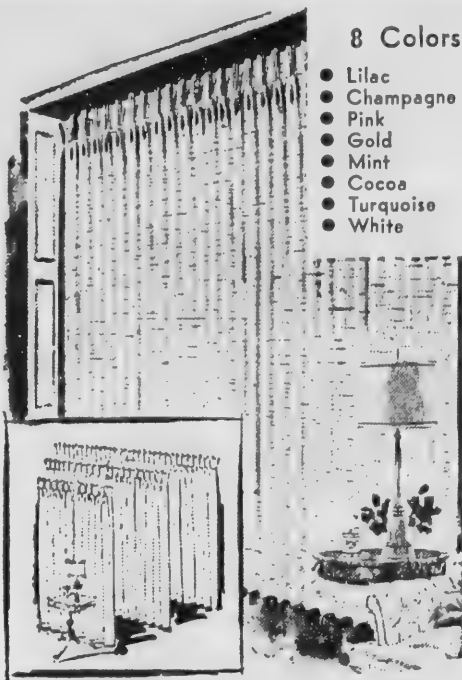 8 Colors
● Lilac
● Champagne
● Pink
● Gold
● Mint
● Cocoa
● Turquoise
● White